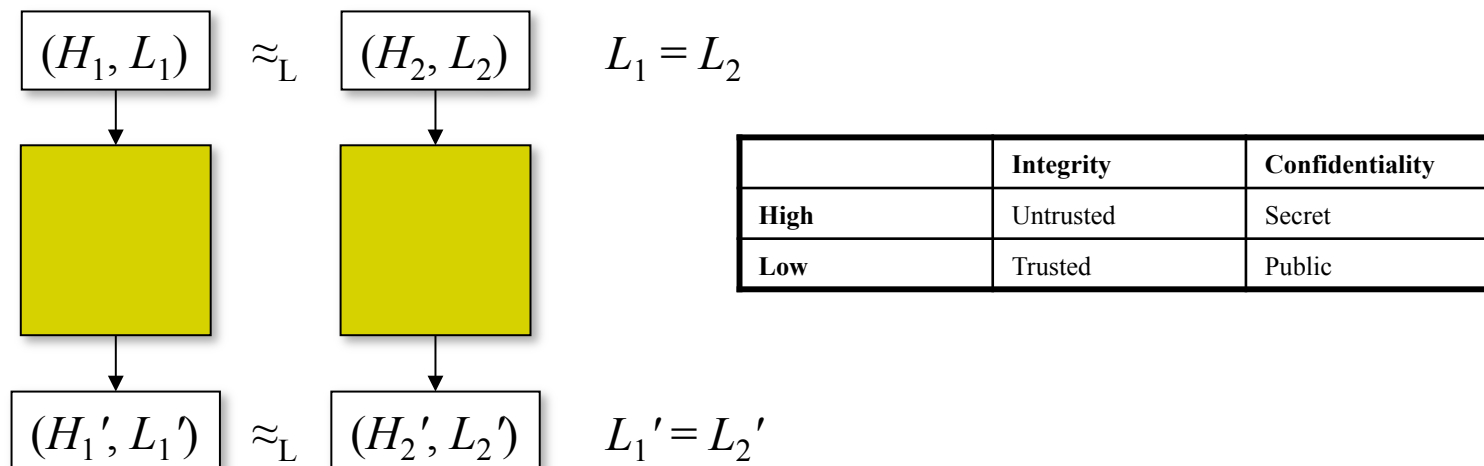 (H₁, L₁) ≈L (H₂, L₂) L₁ = L₂
Integrity Confidentiality
High Untrusted Secret
Low Trusted Public
(H₁′, L₁′) ≈L (H₂′, L₂′) L₁′ = L₂′